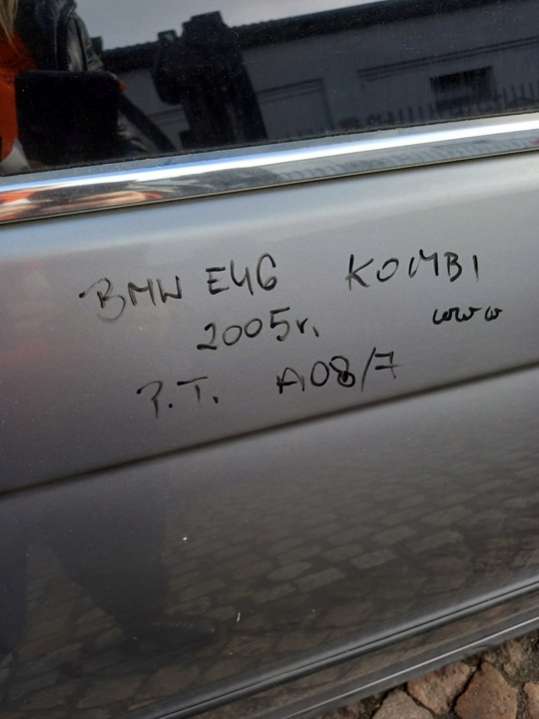 BMW E46 KOMBI
2005r. www
P.T. A08/7